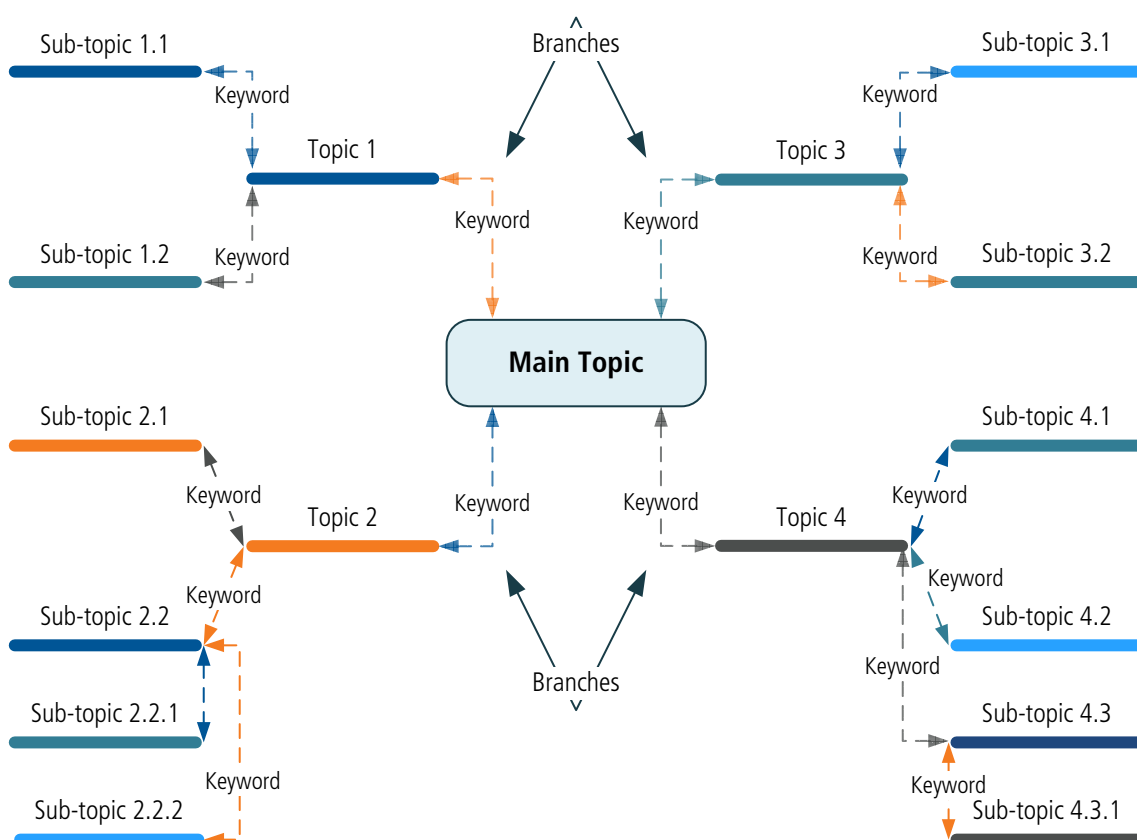 Branches
Sub-topic 1.1
Sub-topic 3.1
Keyword
Keyword
Topic 1
Topic 3
Keyword
Keyword
Sub-topic 1.2
Keyword
Keyword
Sub-topic 3.2
Main Topic
Sub-topic 2.1
Sub-topic 4.1
Keyword
Keyword
Keyword
Keyword
Topic 2
Topic 4
Keyword
Keyword
Sub-topic 2.2
Sub-topic 4.2
Keyword
Branches
Sub-topic 2.2.1
Sub-topic 4.3
Keyword
Keyword
Sub-topic 2.2.2
Sub-topic 4.3.1